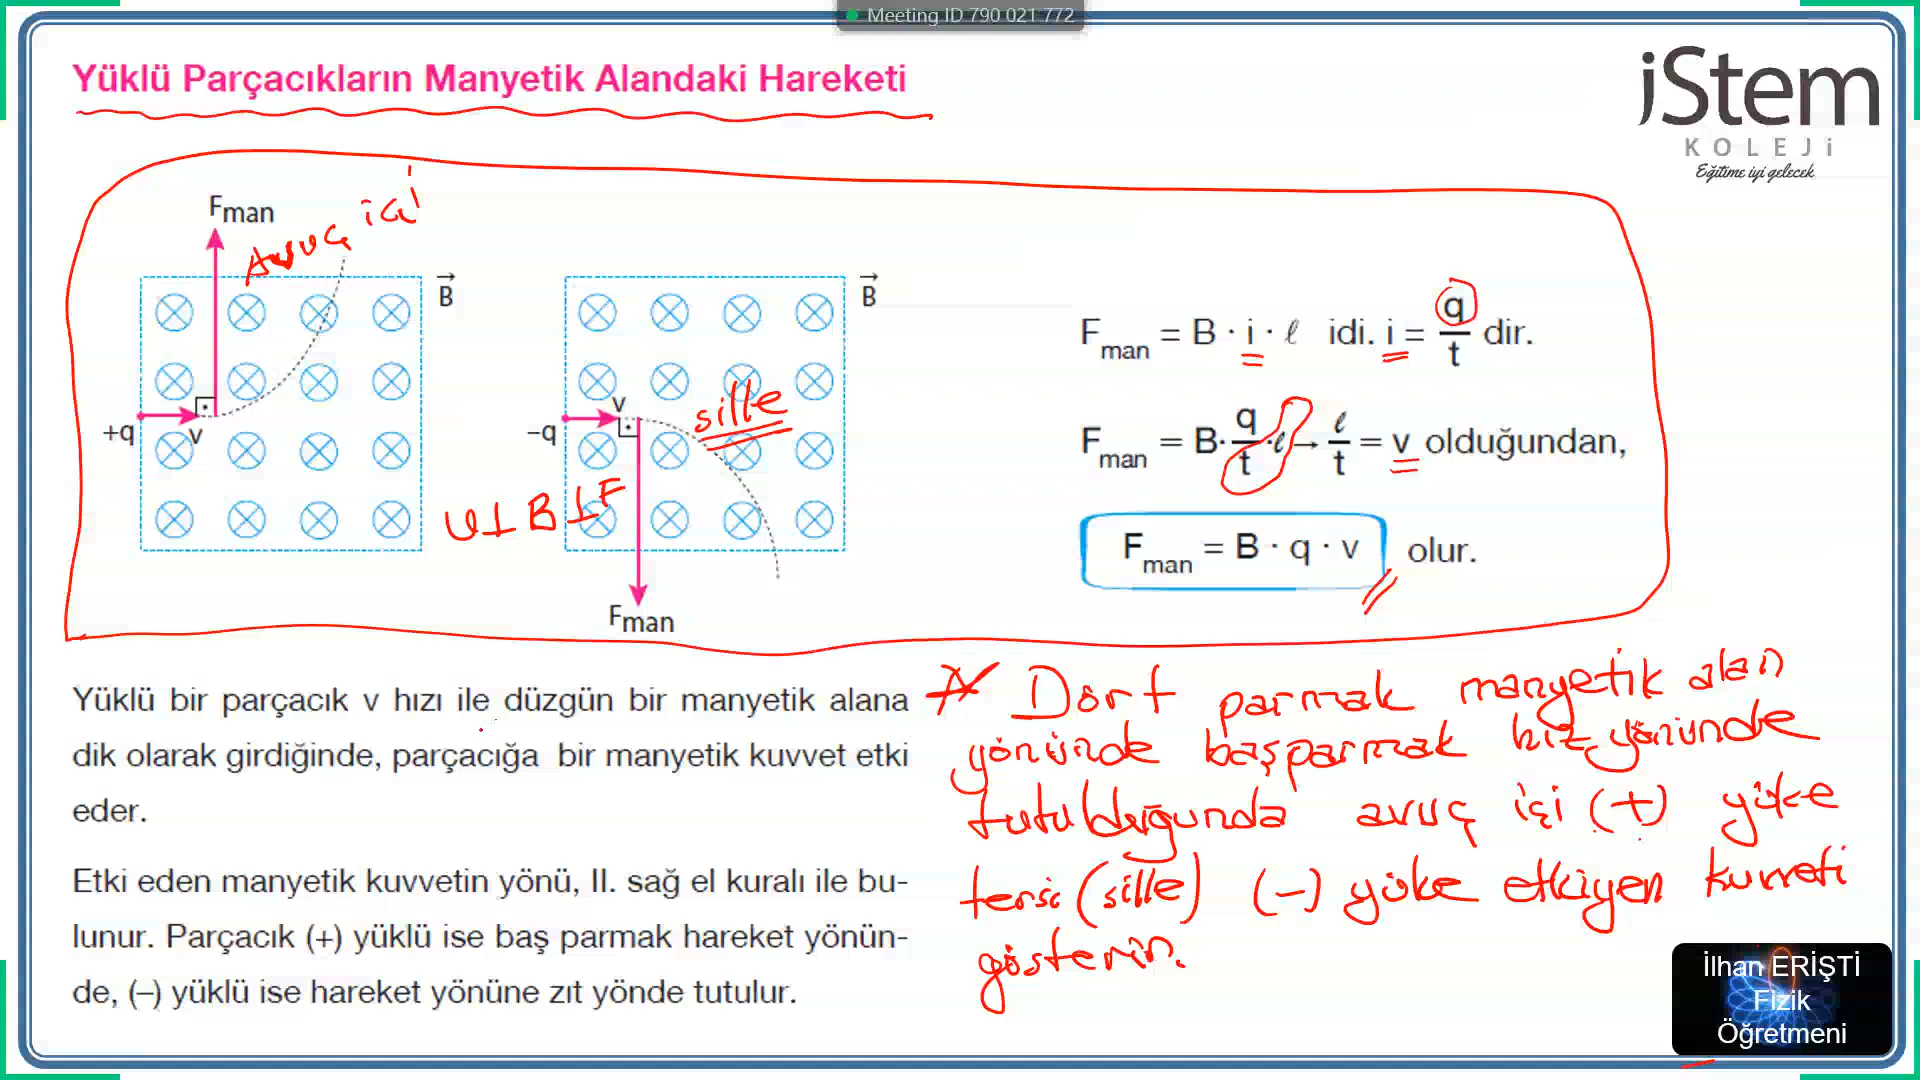 Meeting ID 790 021 772
Yüklü Parçacıkların Manyetik Alandaki Hareketi
iStem
KOLEJi
Eğitime iyi gelecek
Fman
Avuç içi
B
+q
v
B
v
-q
sille
v⊥B⊥F
Fman
Fman = B · i · ℓ idi. i = q/t dir.
Fman = B · q/t · ℓ → ℓ/t = v olduğundan,
Fman = B · q · v olur.
Yüklü bir parçacık v hızı ile düzgün bir manyetik alana
dik olarak girdiğinde, parçacığa bir manyetik kuvvet etki
eder.
Etki eden manyetik kuvvetin yönü, II. sağ el kuralı ile bu-
lunur. Parçacık (+) yüklü ise baş parmak hareket yönün-
de, (–) yüklü ise hareket yönüne zıt yönde tutulur.
Dört parmak manyetik alan
yönünde başparmak hız yönünde
tutulduğunda avuç içi (+) yüke
tersi (sille) (-) yüke etkiyen kuvveti
gösterir.
İlhan ERİŞTİ
Fizik
Öğretmeni